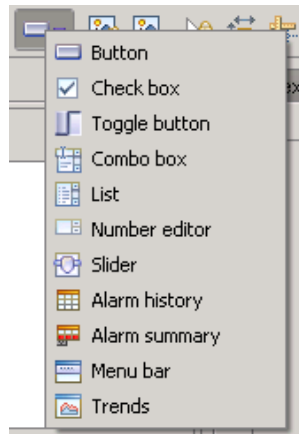 Button
Check box
Toggle button
Combo box
List
Number editor
Slider
Alarm history
Alarm summary
Menu bar
Trends